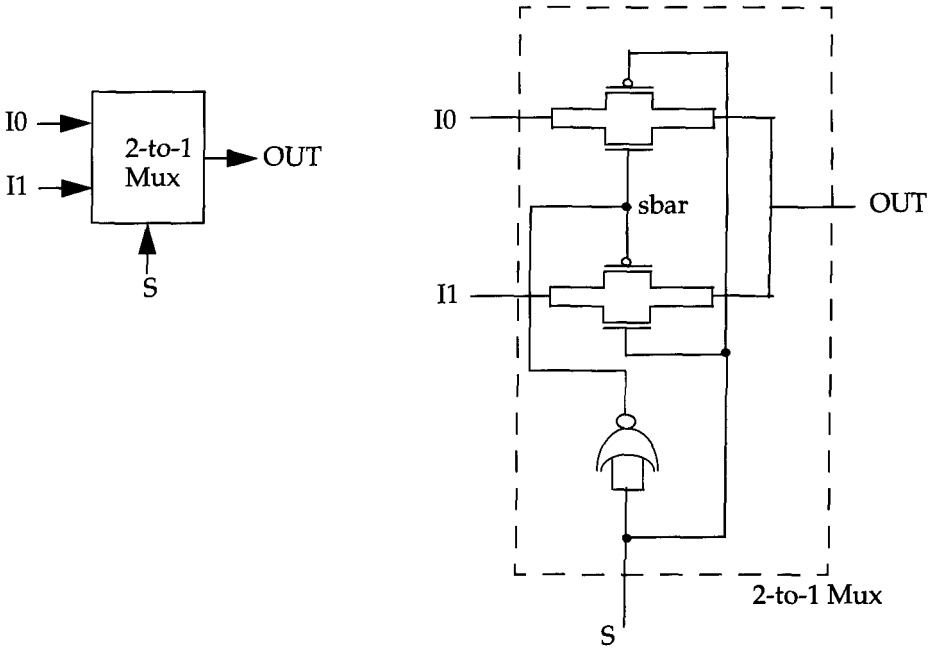 I0
I1
2-to-1
Mux
OUT
S
I0
sbar
OUT
I1
2-to-1 Mux
S